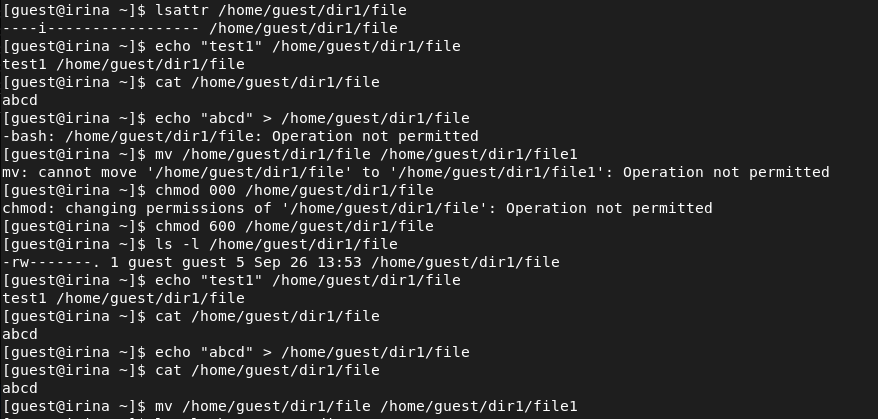 [guest@irina ~]$ lsattr /home/guest/dir1/file
----i----------------- /home/guest/dir1/file
[guest@irina ~]$ echo "test1" /home/guest/dir1/file
test1 /home/guest/dir1/file
[guest@irina ~]$ cat /home/guest/dir1/file
abcd
[guest@irina ~]$ echo "abcd" > /home/guest/dir1/file
-bash: /home/guest/dir1/file: Operation not permitted
[guest@irina ~]$ mv /home/guest/dir1/file /home/guest/dir1/file1
mv: cannot move '/home/guest/dir1/file' to '/home/guest/dir1/file1': Operation not permitted
[guest@irina ~]$ chmod 000 /home/guest/dir1/file
chmod: changing permissions of '/home/guest/dir1/file': Operation not permitted
[guest@irina ~]$ chmod 600 /home/guest/dir1/file
[guest@irina ~]$ ls -l /home/guest/dir1/file
-rw-------. 1 guest guest 5 Sep 26 13:53 /home/guest/dir1/file
[guest@irina ~]$ echo "test1" /home/guest/dir1/file
test1 /home/guest/dir1/file
[guest@irina ~]$ cat /home/guest/dir1/file
abcd
[guest@irina ~]$ echo "abcd" > /home/guest/dir1/file
[guest@irina ~]$ cat /home/guest/dir1/file
abcd
[guest@irina ~]$ mv /home/guest/dir1/file /home/guest/dir1/file1